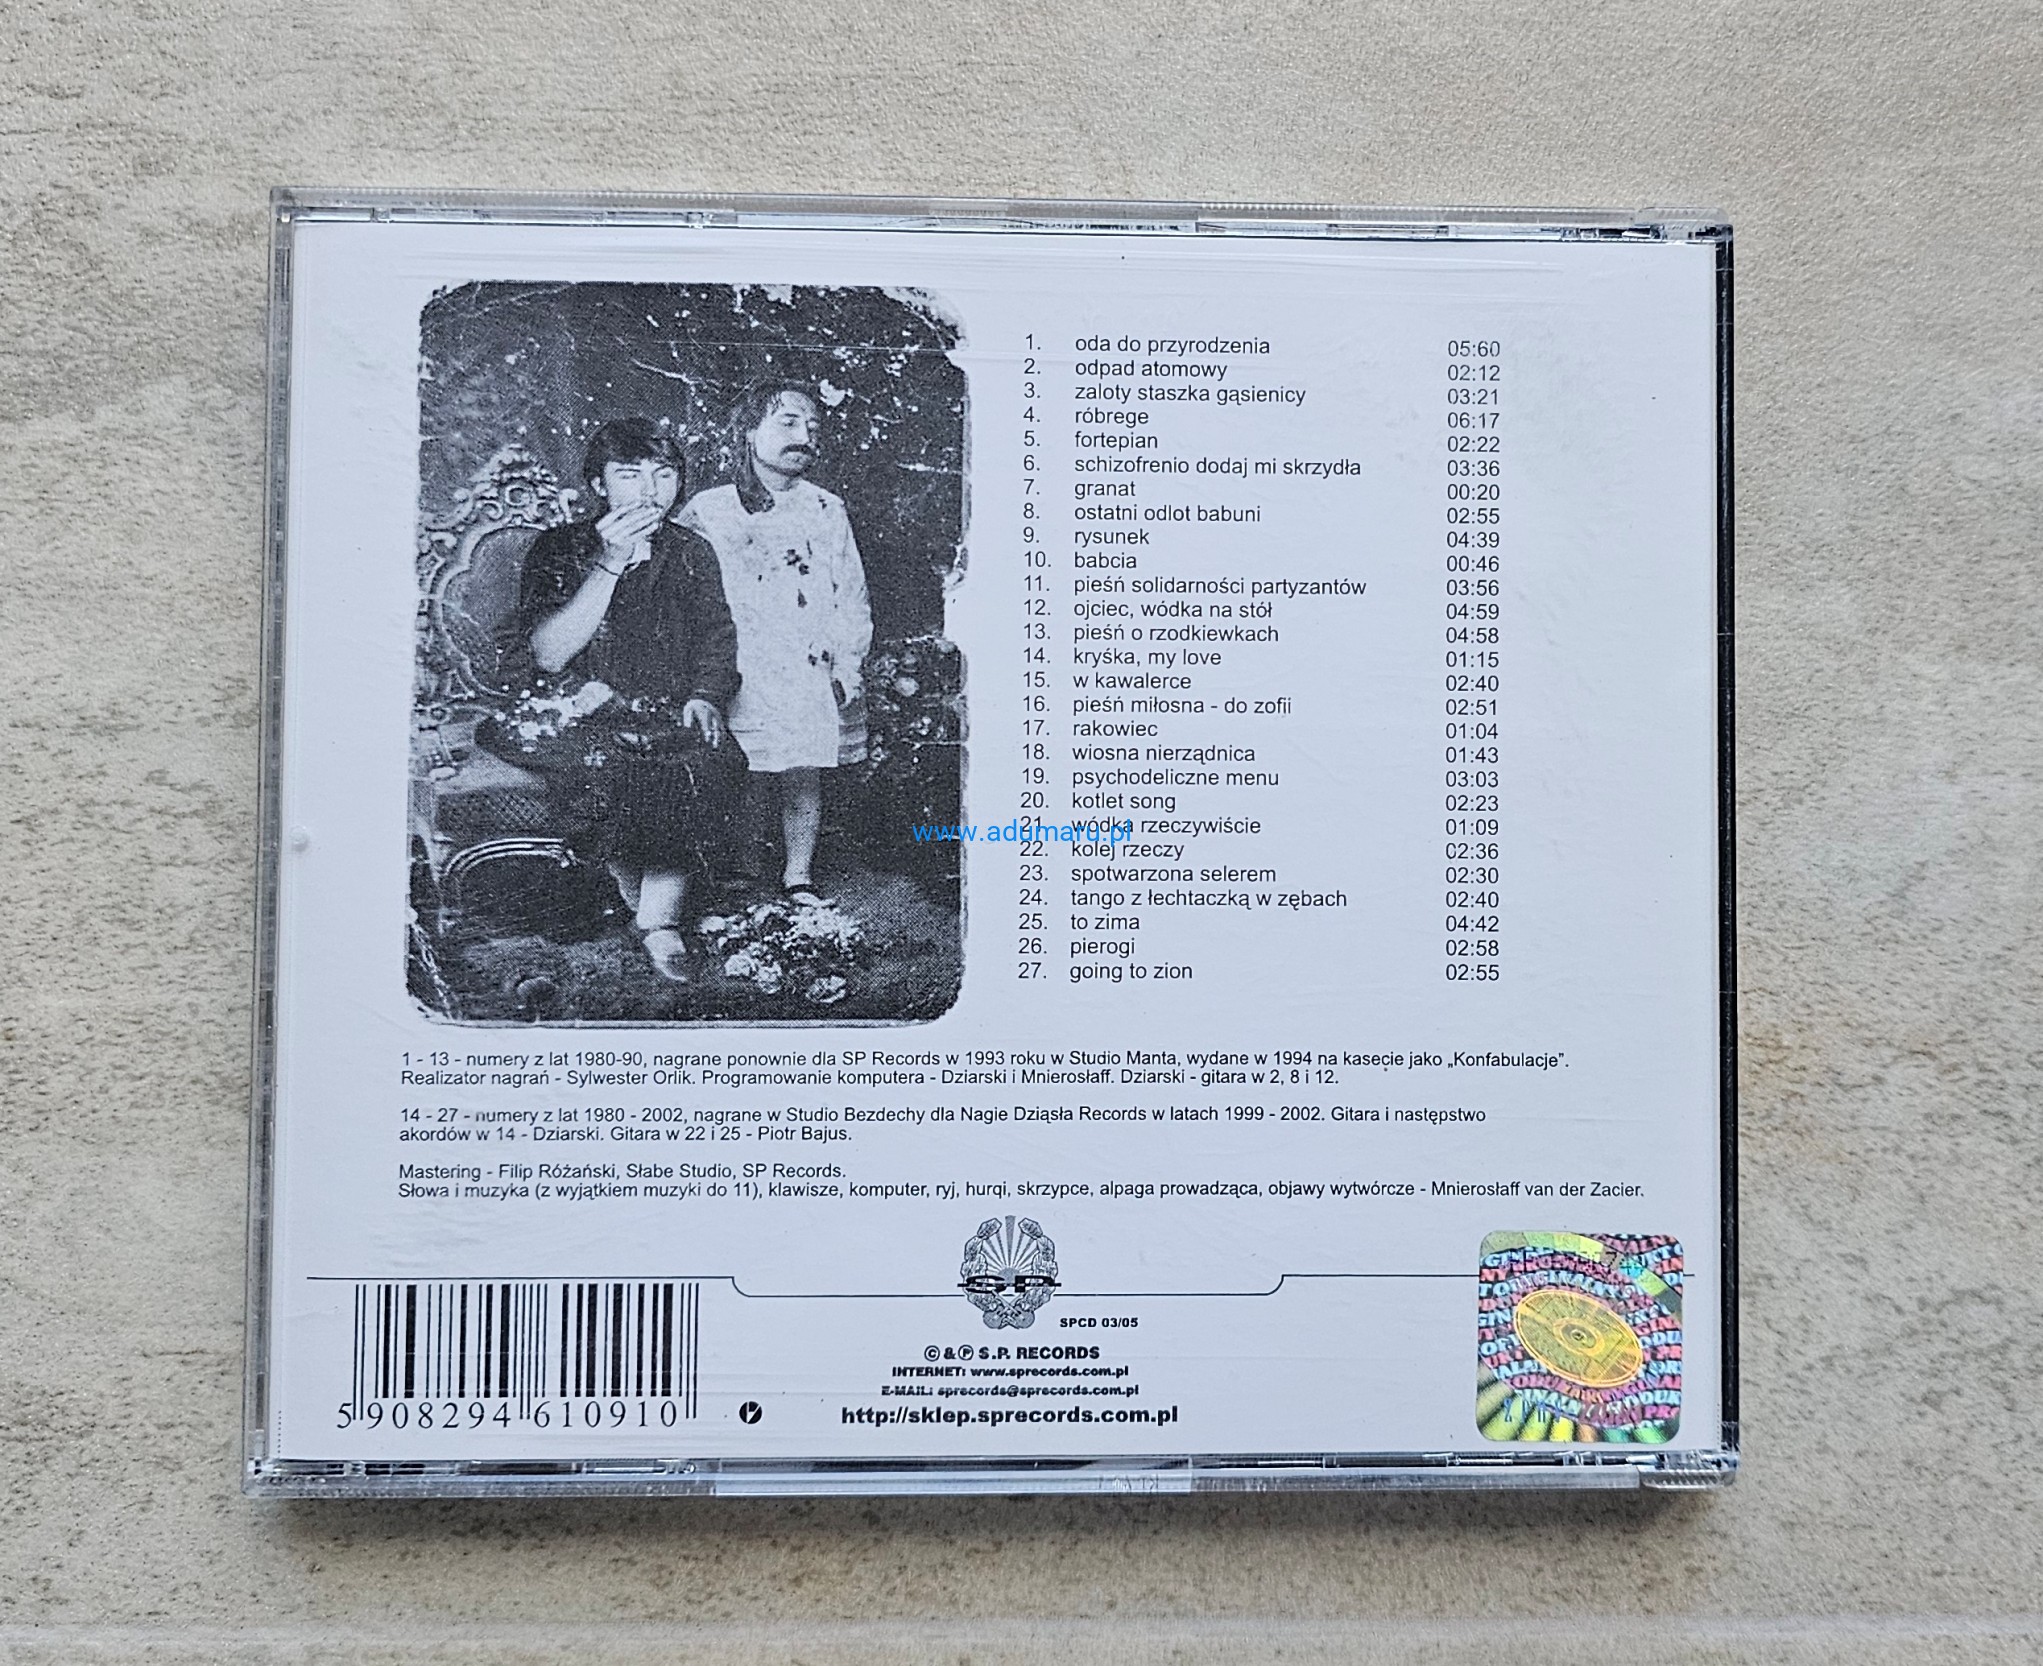 1. oda do przyrodzenia 05:60
2. odpad atomowy 02:12
3. zaloty staszka gąsienicy 03:21
4. róbrege 06:17
5. fortepian 02:22
6. schizofrenio dodaj mi skrzydła 03:36
7. granat 00:20
8. ostatni odlot babuni 02:55
9. rysunek 04:39
10. babcia 00:46
11. pieśń solidarności partyzantów 03:56
12. ojciec, wódka na stół 04:59
13. pieśń o rzodkiewkach 04:58
14. kryśka, my love 01:15
15. w kawalerce 02:40
16. pieśń miłosna - do zofii 02:51
17. rakowiec 01:04
18. wiosna nierządnica 01:43
19. psychodeliczne menu 03:03
20. kotlet song 02:23
21. wódka rzeczywiście 01:09
www.adumaru.pl
22. kolej rzeczy 02:36
23. spotwarzona selerem 02:30
24. tango z łechtaczką w zębach 02:40
25. to zima 04:42
26. pierogi 02:58
27. going to zion 02:55
1 - 13 - numery z lat 1980-90, nagrane ponownie dla SP Records w 1993 roku w Studio Manta, wydane w 1994 na kasecie jako „Konfabulacje”.
Realizator nagrań - Sylwester Orlik. Programowanie komputera - Dziarski i Mnierosłaff. Dziarski - gitara w 2, 8 i 12.
14 - 27 - numery z lat 1980 - 2002, nagrane w Studio Bezdechy dla Nagie Dziąsła Records w latach 1999 - 2002. Gitara i następstwo
akordów w 14 - Dziarski. Gitara w 22 i 25 - Piotr Bajus.
Mastering - Filip Różański, Słabe Studio, SP Records.
Słowa i muzyka (z wyjątkiem muzyki do 11), klawisze, komputer, ryj, hurqi, skrzypce, alpaga prowadząca, objawy wytwórcze - Mnierosłaff van der Zacier.
SP
SPCD 03/05
© & ℗ S.P. RECORDS
INTERNET: www.sprecords.com.pl
E-MAIL: sprecords@sprecords.com.pl
http://sklep.sprecords.com.pl
5 908294 610910